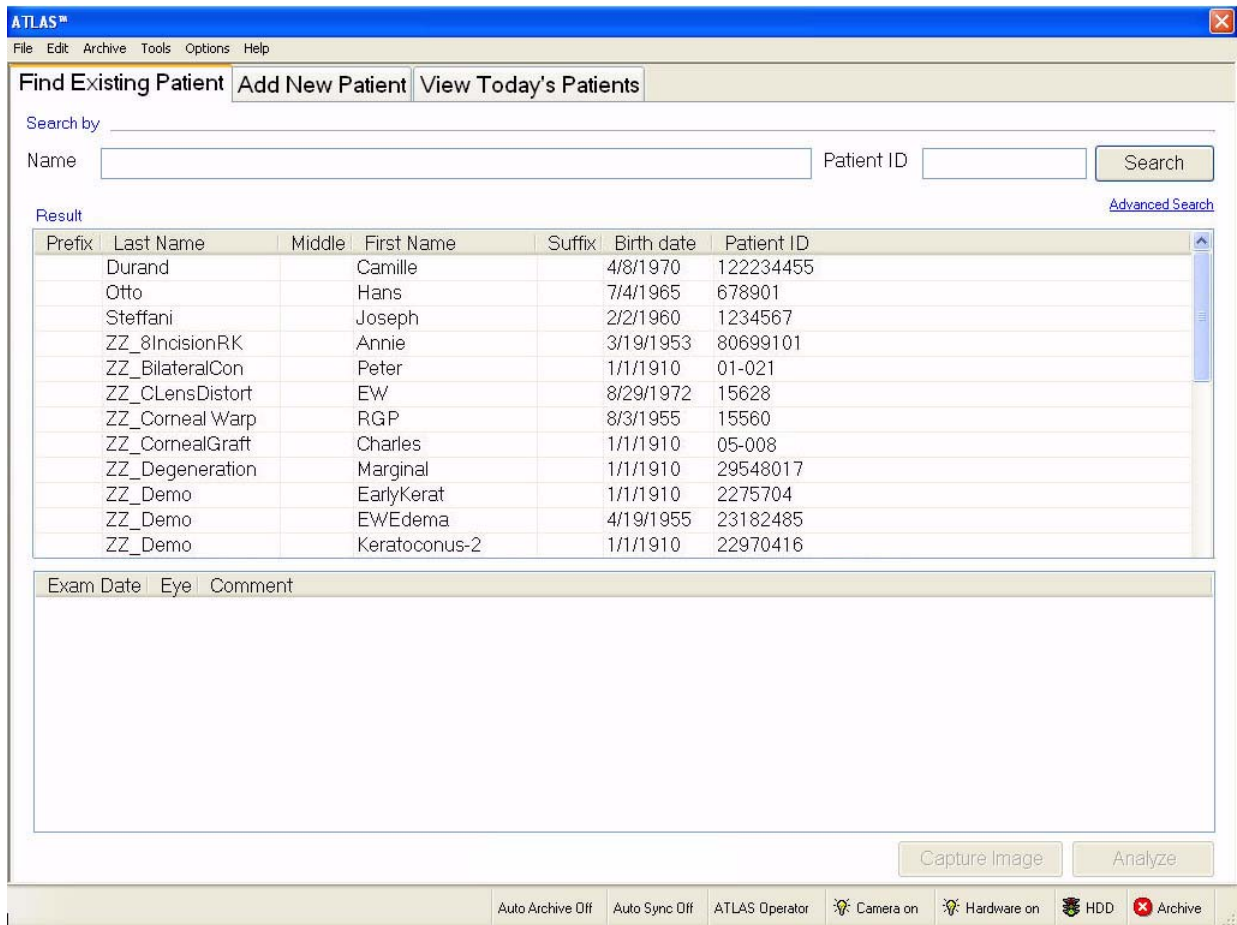 ATLAS™
File Edit Archive Tools Options Help
Find Existing Patient Add New Patient View Today's Patients
Search by
Name Patient ID Search
Advanced Search
Result
Prefix Last Name Middle First Name Suffix Birth date Patient ID
Durand Camille 4/8/1970 122234455
Otto Hans 7/4/1965 678901
Steffani Joseph 2/2/1960 1234567
ZZ_8IncisionRK Annie 3/19/1953 80699101
ZZ_BilateralCon Peter 1/1/1910 01-021
ZZ_CLensDistort EW 8/29/1972 15628
ZZ_Corneal Warp RGP 8/3/1955 15560
ZZ_CornealGraft Charles 1/1/1910 05-008
ZZ_Degeneration Marginal 1/1/1910 29548017
ZZ_Demo EarlyKerat 1/1/1910 2275704
ZZ_Demo EWEdema 4/19/1955 23182485
ZZ_Demo Keratoconus-2 1/1/1910 22970416
Exam Date Eye Comment
Capture Image Analyze
Auto Archive Off Auto Sync Off ATLAS Operator Camera on Hardware on HDD Archive